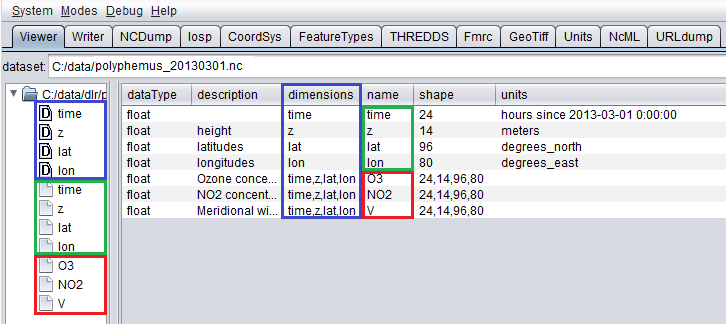 System Modes Debug Help
Viewer Writer NCDump Iosp CoordSys FeatureTypes THREDDS Fmrc GeoTiff Units NcML URLdump
dataset: C:/data/polyphemus_20130301.nc
C:/data/dlr/p
time
z
lat
lon
time
z
lat
lon
O3
NO2
V
dataType description dimensions name shape units
float time time 24 hours since 2013-03-01 0:00:00
float height z z 14 meters
float latitudes lat lat 96 degrees_north
float longitudes lon lon 80 degrees_east
float Ozone conce... time,z,lat,lon O3 24,14,96,80
float NO2 concent... time,z,lat,lon NO2 24,14,96,80
float Meridional wi... time,z,lat,lon V 24,14,96,80